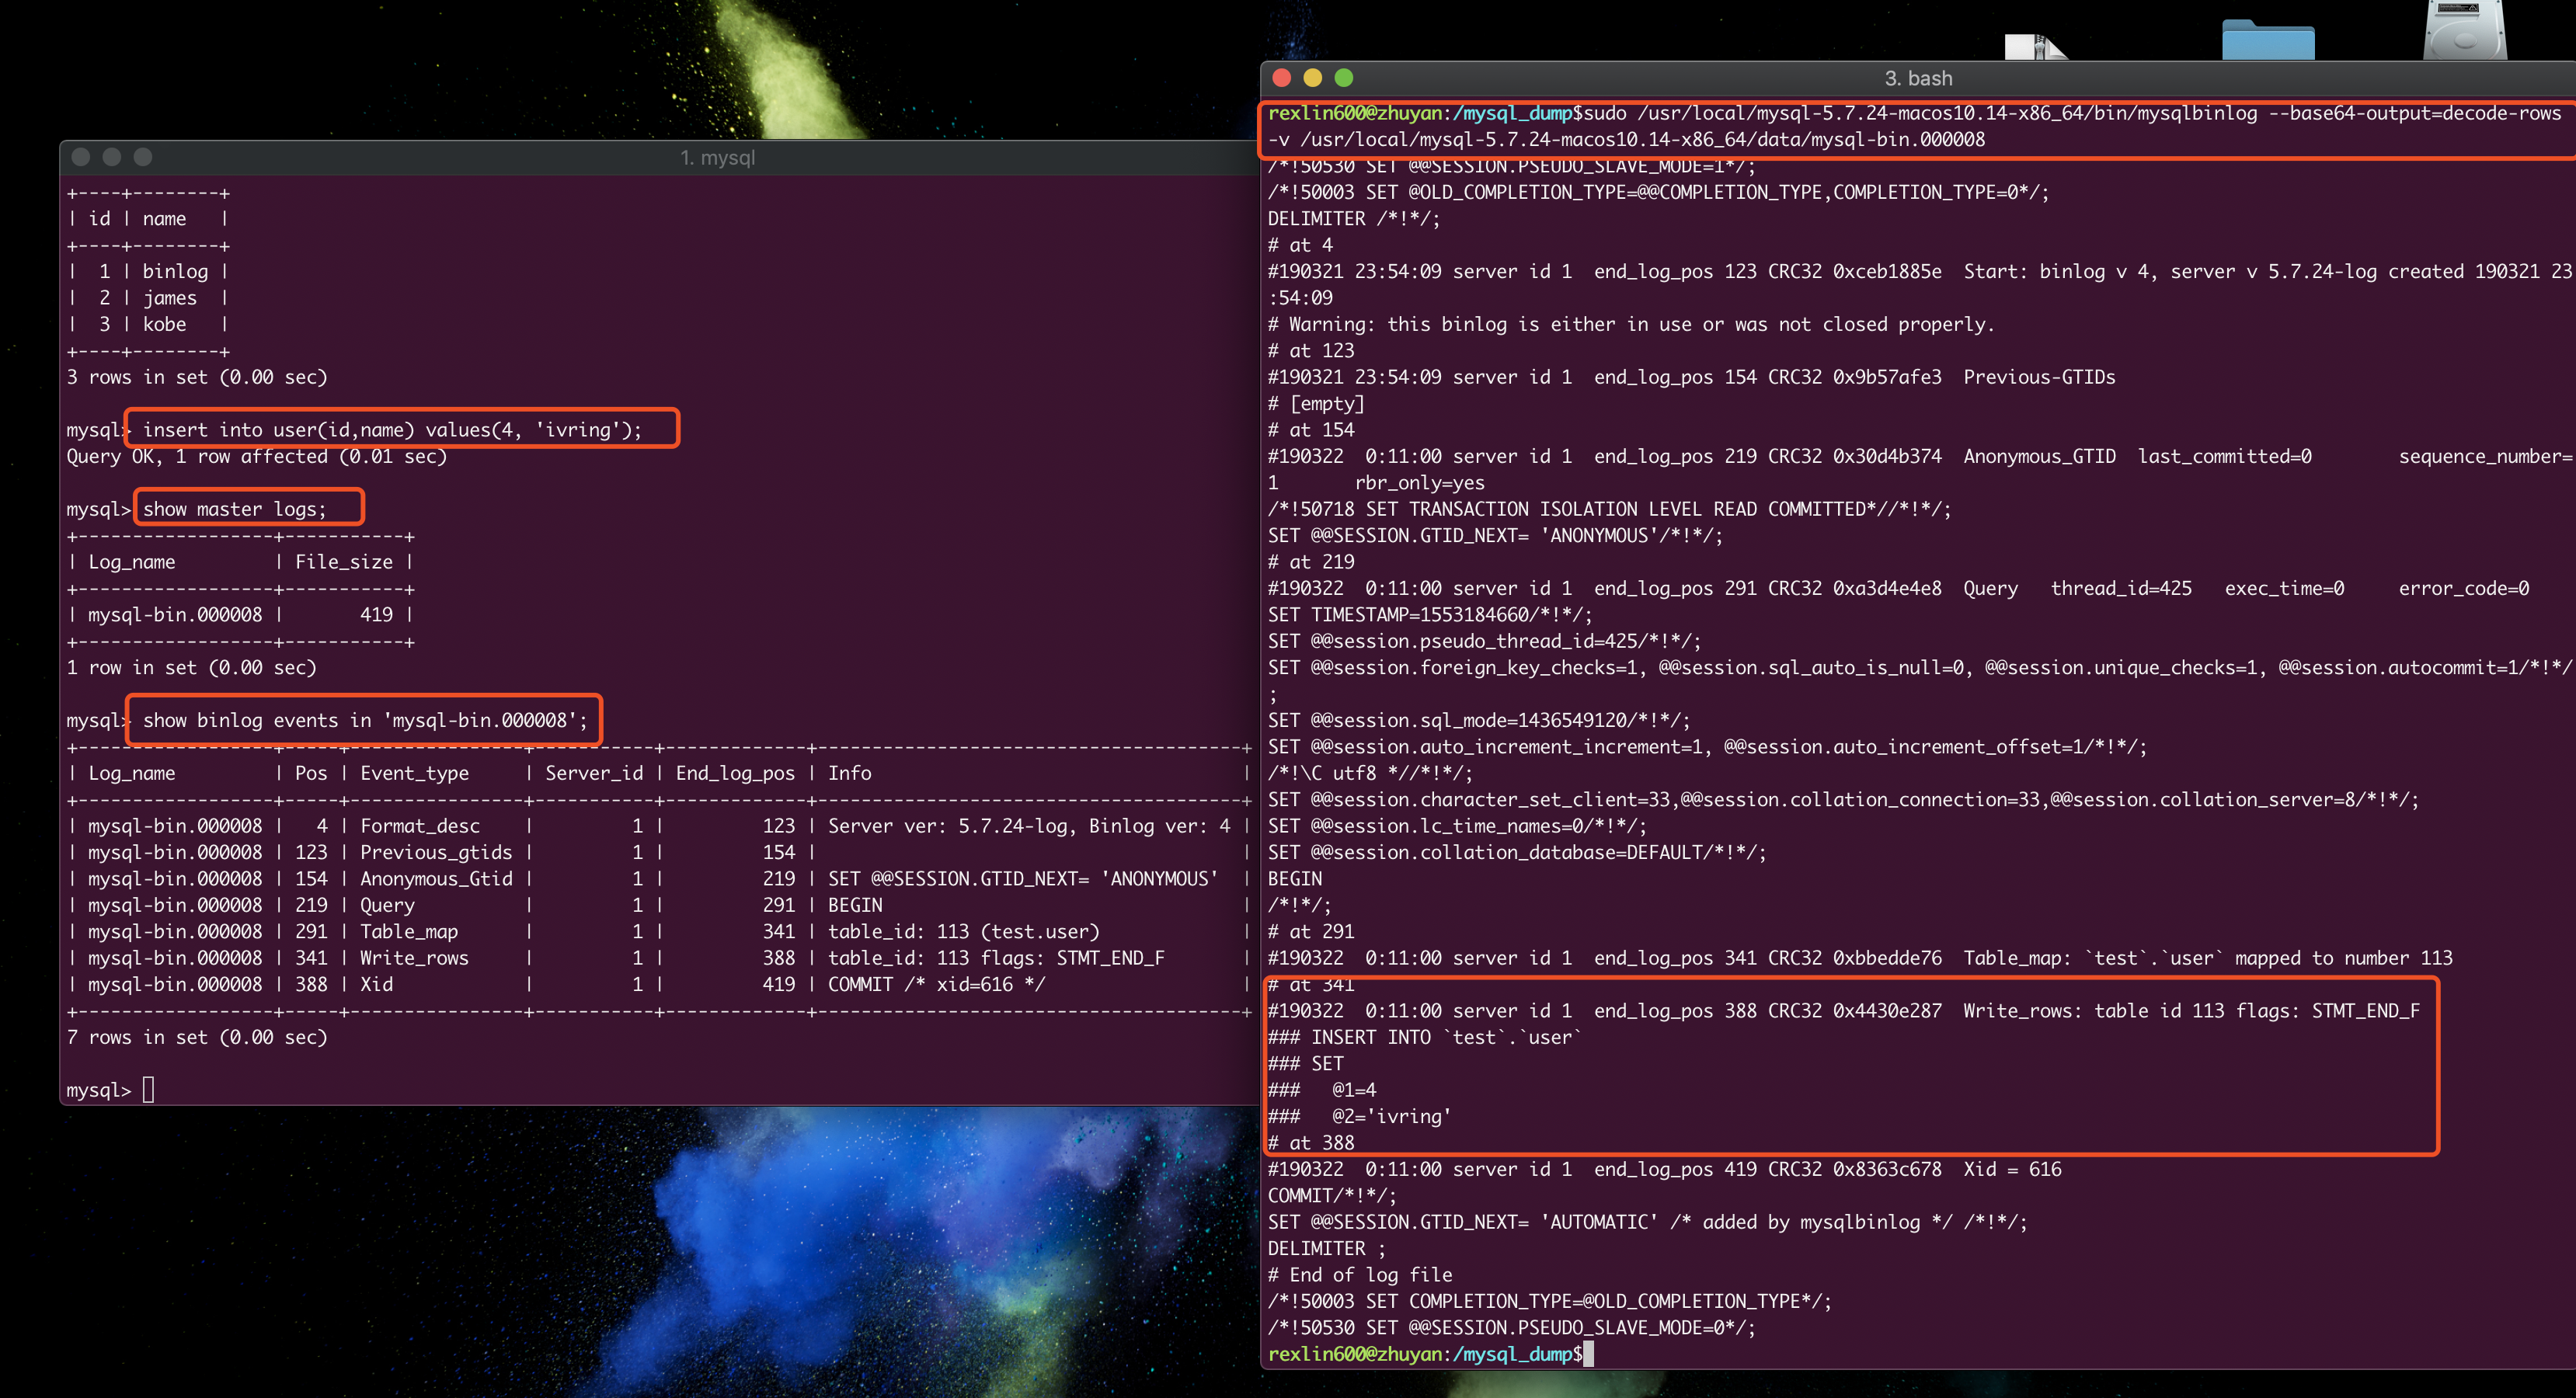 1. mysql
+----+--------+
| id | name   |
+----+--------+
|  1 | binlog |
|  2 | james  |
|  3 | kobe   |
+----+--------+
3 rows in set (0.00 sec)
mysql> insert into user(id,name) values(4, 'ivring');
Query OK, 1 row affected (0.01 sec)
mysql> show master logs;
+------------------+-----------+
| Log_name         | File_size |
+------------------+-----------+
| mysql-bin.000008 |       419 |
+------------------+-----------+
1 row in set (0.00 sec)
mysql> show binlog events in 'mysql-bin.000008';
+------------------+-----+----------------+-----------+-------------+---------------------------------------+
| Log_name         | Pos | Event_type     | Server_id | End_log_pos | Info                                  |
+------------------+-----+----------------+-----------+-------------+---------------------------------------+
| mysql-bin.000008 |   4 | Format_desc    |         1 |         123 | Server ver: 5.7.24-log, Binlog ver: 4 |
| mysql-bin.000008 | 123 | Previous_gtids |         1 |         154 |                                       |
| mysql-bin.000008 | 154 | Anonymous_Gtid |         1 |         219 | SET @@SESSION.GTID_NEXT= 'ANONYMOUS'  |
| mysql-bin.000008 | 219 | Query          |         1 |         291 | BEGIN                                 |
| mysql-bin.000008 | 291 | Table_map      |         1 |         341 | table_id: 113 (test.user)             |
| mysql-bin.000008 | 341 | Write_rows     |         1 |         388 | table_id: 113 flags: STMT_END_F       |
| mysql-bin.000008 | 388 | Xid            |         1 |         419 | COMMIT /* xid=616 */                  |
+------------------+-----+----------------+-----------+-------------+---------------------------------------+
7 rows in set (0.00 sec)
mysql>
3. bash
rexlin600@zhuyan:/mysql_dump$sudo /usr/local/mysql-5.7.24-macos10.14-x86_64/bin/mysqlbinlog --base64-output=decode-rows
-v /usr/local/mysql-5.7.24-macos10.14-x86_64/data/mysql-bin.000008
/*!50530 SET @@SESSION.PSEUDO_SLAVE_MODE=1*/;
/*!50003 SET @OLD_COMPLETION_TYPE=@@COMPLETION_TYPE,COMPLETION_TYPE=0*/;
DELIMITER /*!*/;
# at 4
#190321 23:54:09 server id 1  end_log_pos 123 CRC32 0xceb1885e  Start: binlog v 4, server v 5.7.24-log created 190321 23
:54:09
# Warning: this binlog is either in use or was not closed properly.
# at 123
#190321 23:54:09 server id 1  end_log_pos 154 CRC32 0x9b57afe3  Previous-GTIDs
# [empty]
# at 154
#190322  0:11:00 server id 1  end_log_pos 219 CRC32 0x30d4b374  Anonymous_GTID  last_committed=0        sequence_number=
1       rbr_only=yes
/*!50718 SET TRANSACTION ISOLATION LEVEL READ COMMITTED*//*!*/;
SET @@SESSION.GTID_NEXT= 'ANONYMOUS'/*!*/;
# at 219
#190322  0:11:00 server id 1  end_log_pos 291 CRC32 0xa3d4e4e8  Query   thread_id=425   exec_time=0     error_code=0
SET TIMESTAMP=1553184660/*!*/;
SET @@session.pseudo_thread_id=425/*!*/;
SET @@session.foreign_key_checks=1, @@session.sql_auto_is_null=0, @@session.unique_checks=1, @@session.autocommit=1/*!*/
;
SET @@session.sql_mode=1436549120/*!*/;
SET @@session.auto_increment_increment=1, @@session.auto_increment_offset=1/*!*/;
/*!\C utf8 *//*!*/;
SET @@session.character_set_client=33,@@session.collation_connection=33,@@session.collation_server=8/*!*/;
SET @@session.lc_time_names=0/*!*/;
SET @@session.collation_database=DEFAULT/*!*/;
BEGIN
/*!*/;
# at 291
#190322  0:11:00 server id 1  end_log_pos 341 CRC32 0xbbedde76  Table_map: `test`.`user` mapped to number 113
# at 341
#190322  0:11:00 server id 1  end_log_pos 388 CRC32 0x4430e287  Write_rows: table id 113 flags: STMT_END_F
### INSERT INTO `test`.`user`
### SET
###   @1=4
###   @2='ivring'
# at 388
#190322  0:11:00 server id 1  end_log_pos 419 CRC32 0x8363c678  Xid = 616
COMMIT/*!*/;
SET @@SESSION.GTID_NEXT= 'AUTOMATIC' /* added by mysqlbinlog */ /*!*/;
DELIMITER ;
# End of log file
/*!50003 SET COMPLETION_TYPE=@OLD_COMPLETION_TYPE*/;
/*!50530 SET @@SESSION.PSEUDO_SLAVE_MODE=0*/;
rexlin600@zhuyan:/mysql_dump$